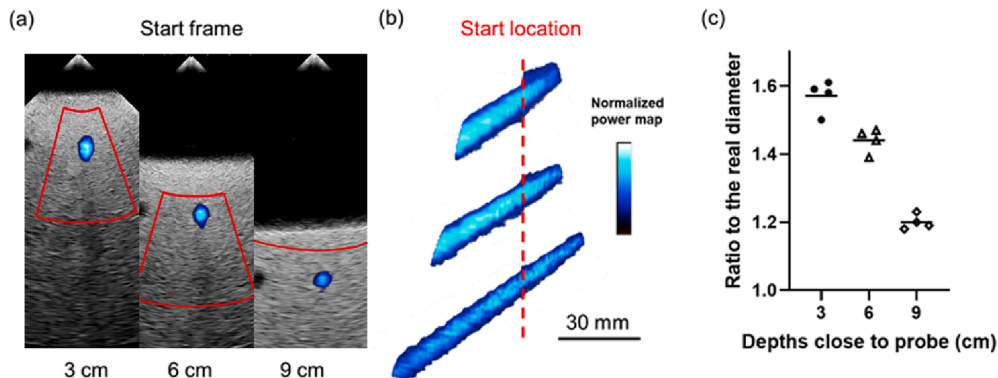 (a)
Start frame
3 cm
6 cm
9 cm
(b)
Start location
Normalized
power map
30 mm
(c)
Ratio to the real diameter
1.6
1.4
1.2
1.0
3
6
9
Depths close to probe (cm)